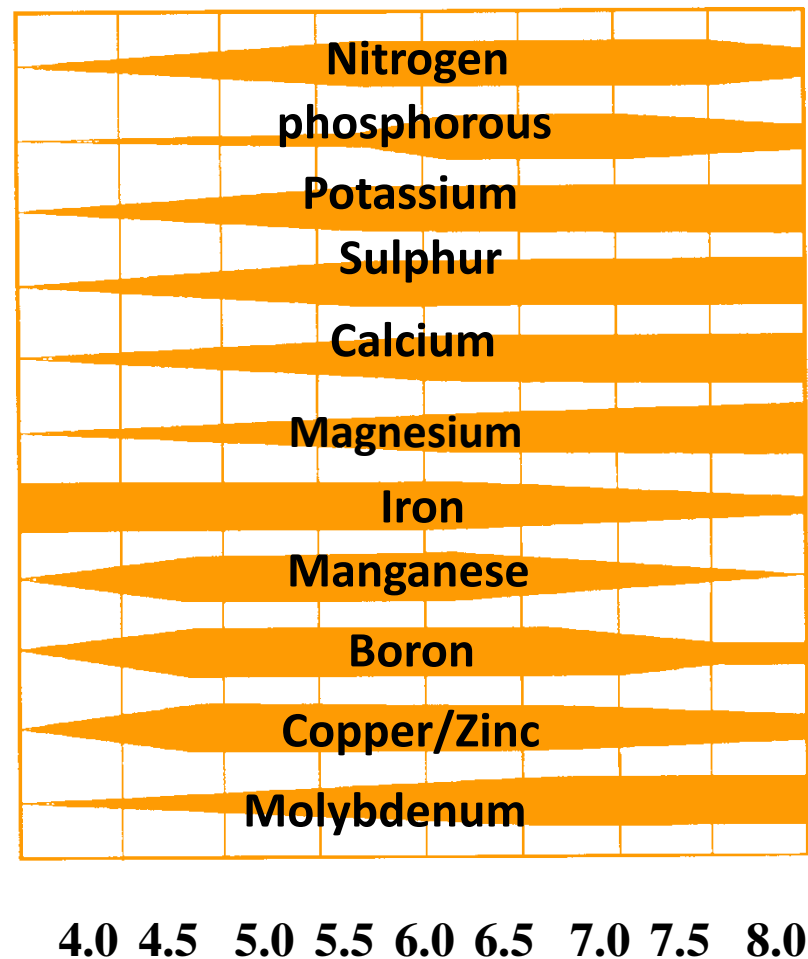 Nitrogen
phosphorous
Potassium
Sulphur
Calcium
Magnesium
Iron
Manganese
Boron
Copper/Zinc
Molybdenum
4.0 4.5 5.0 5.5 6.0 6.5 7.0 7.5 8.0